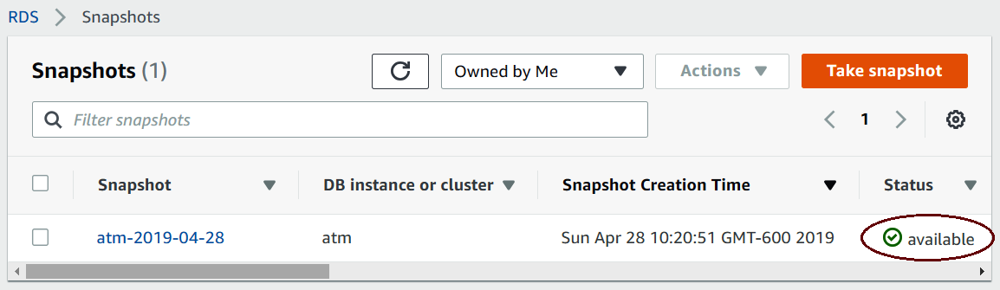 RDS > Snapshots
Snapshots (1) Owned by Me Actions Take snapshot
Filter snapshots 1
Snapshot DB instance or cluster Snapshot Creation Time Status
atm-2019-04-28 atm Sun Apr 28 10:20:51 GMT-600 2019 available